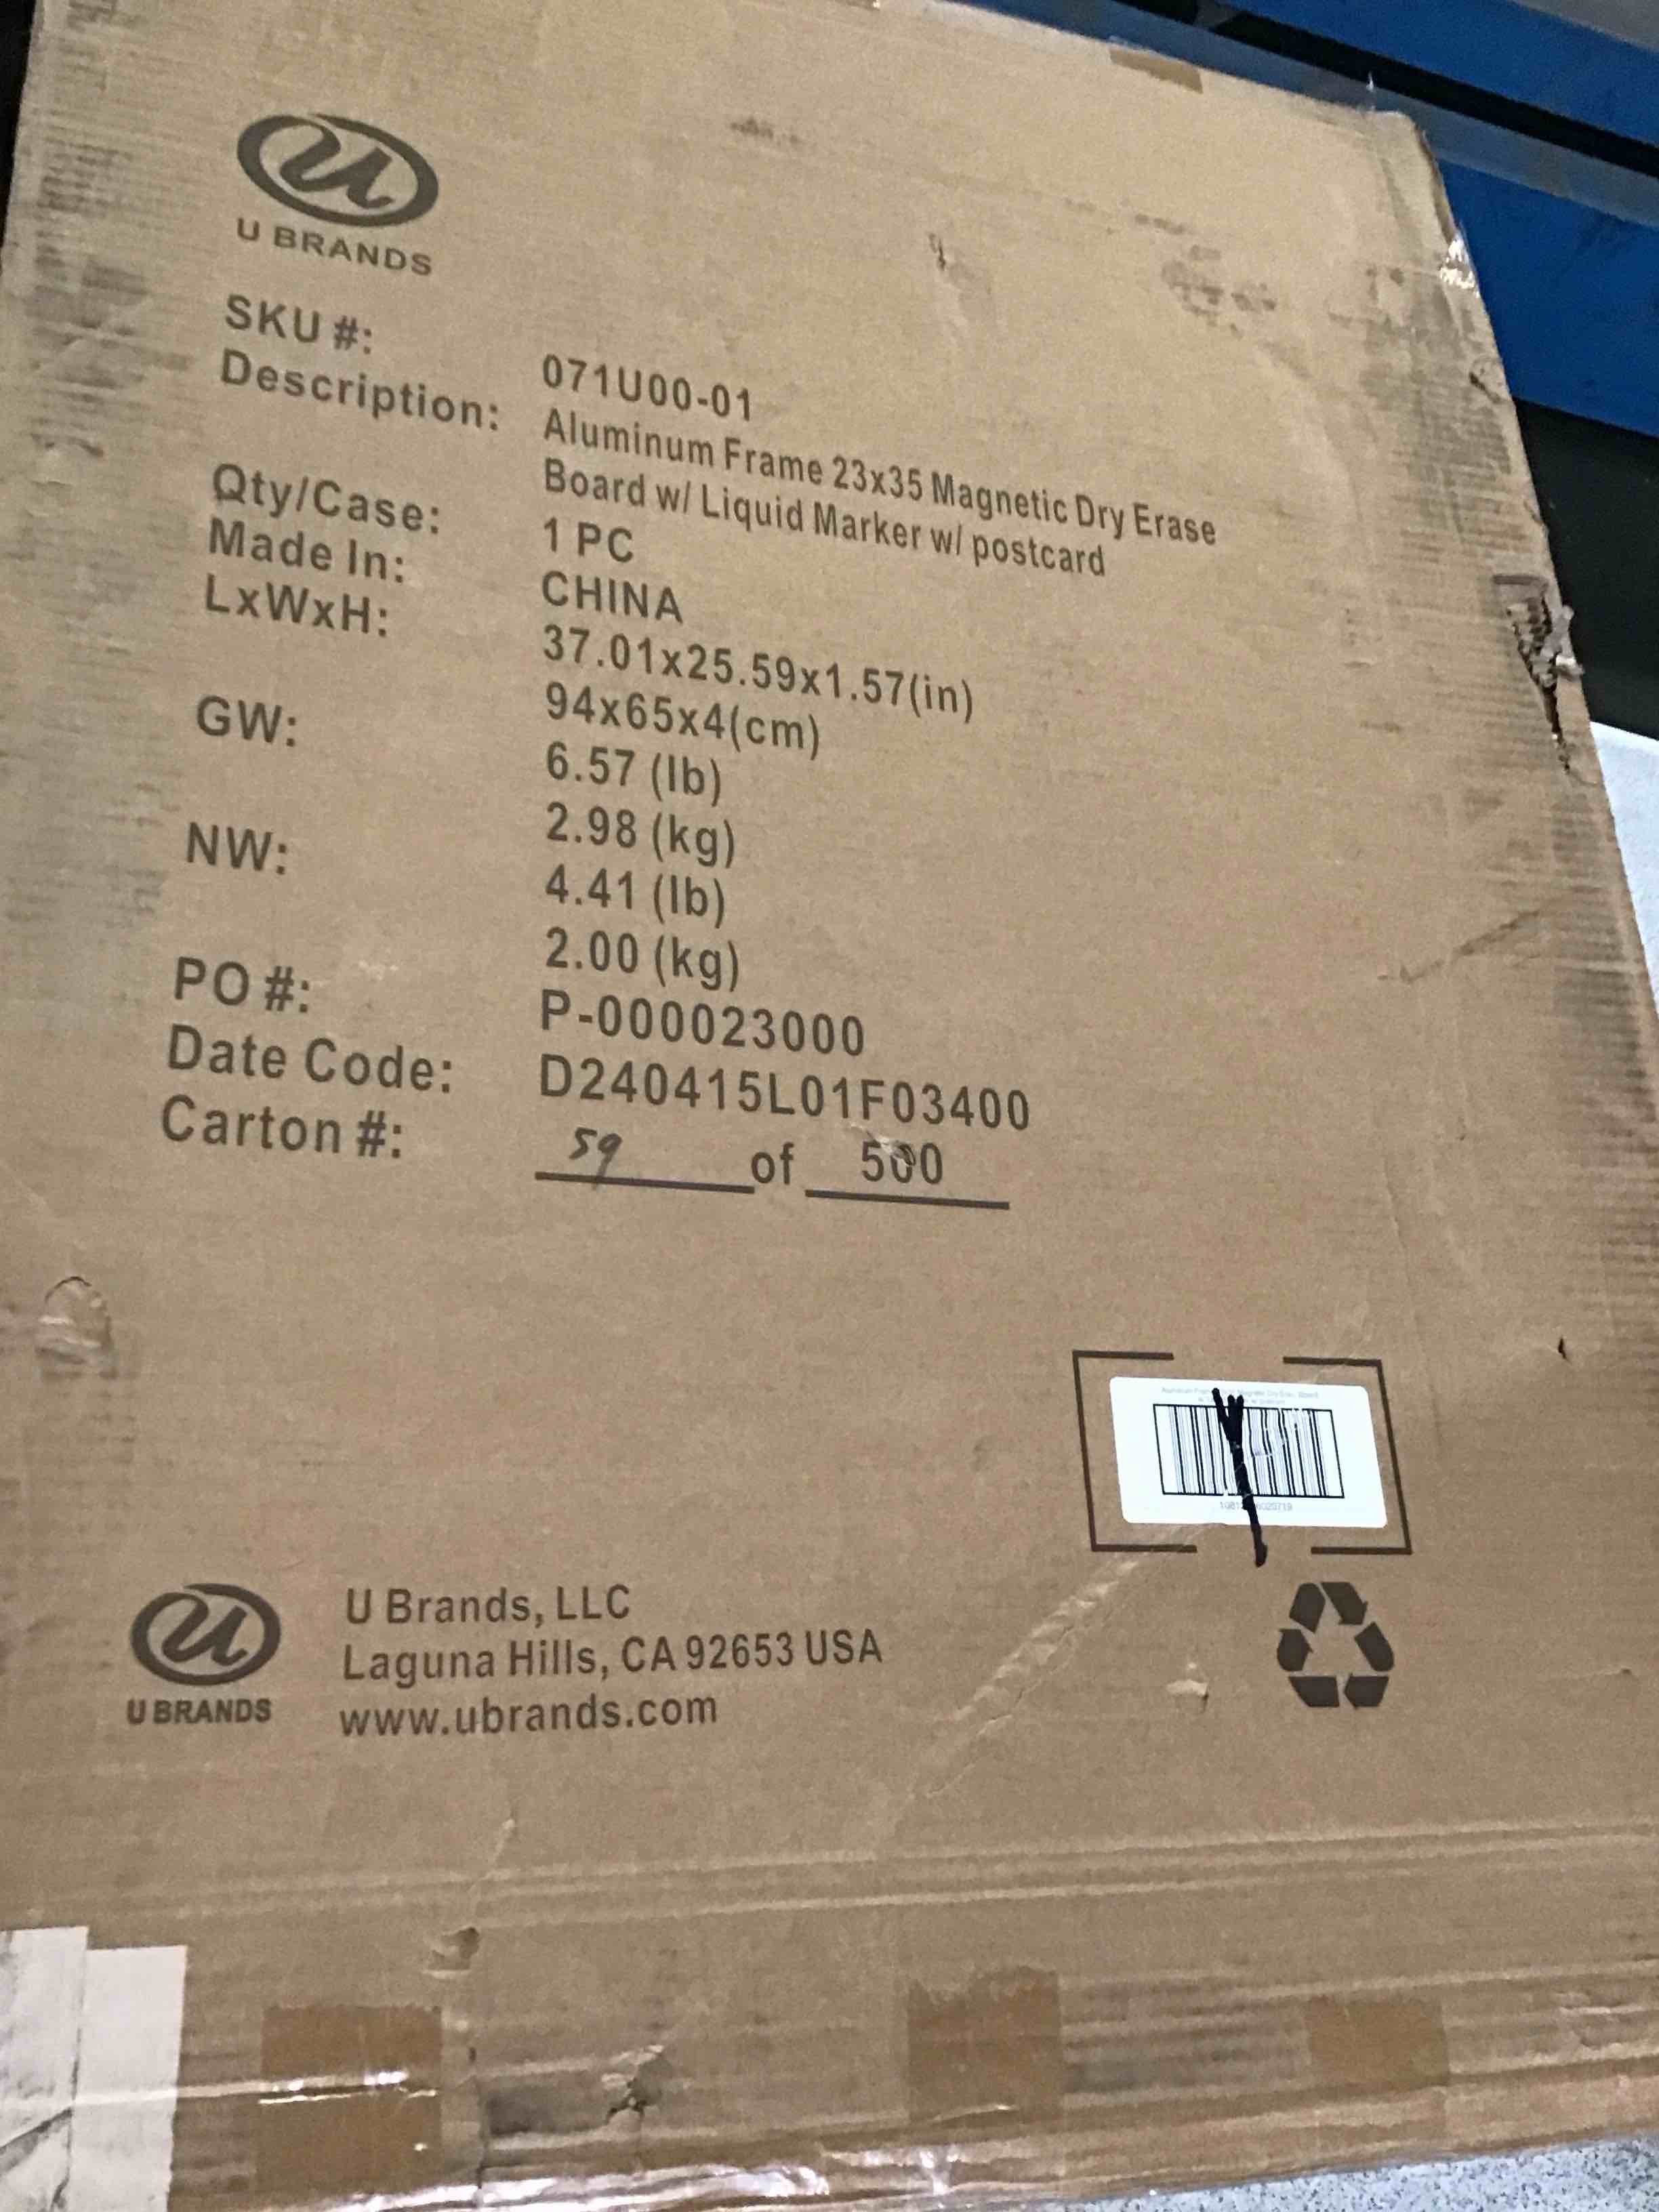 U BRANDS
SKU #: 071U00-01
Description: Aluminum Frame 23x35 Magnetic Dry Erase
Board w/ Liquid Marker w/ postcard
Qty/Case: 1 PC
Made In: CHINA
LxWxH: 37.01x25.59x1.57(in)
94x65x4(cm)
GW: 6.57 (lb)
2.98 (kg)
NW: 4.41 (lb)
2.00 (kg)
PO #: P-000023000
Date Code: D240415L01F03400
Carton #: 59 of 500
U BRANDS
U Brands, LLC
Laguna Hills, CA 92653 USA
www.ubrands.com